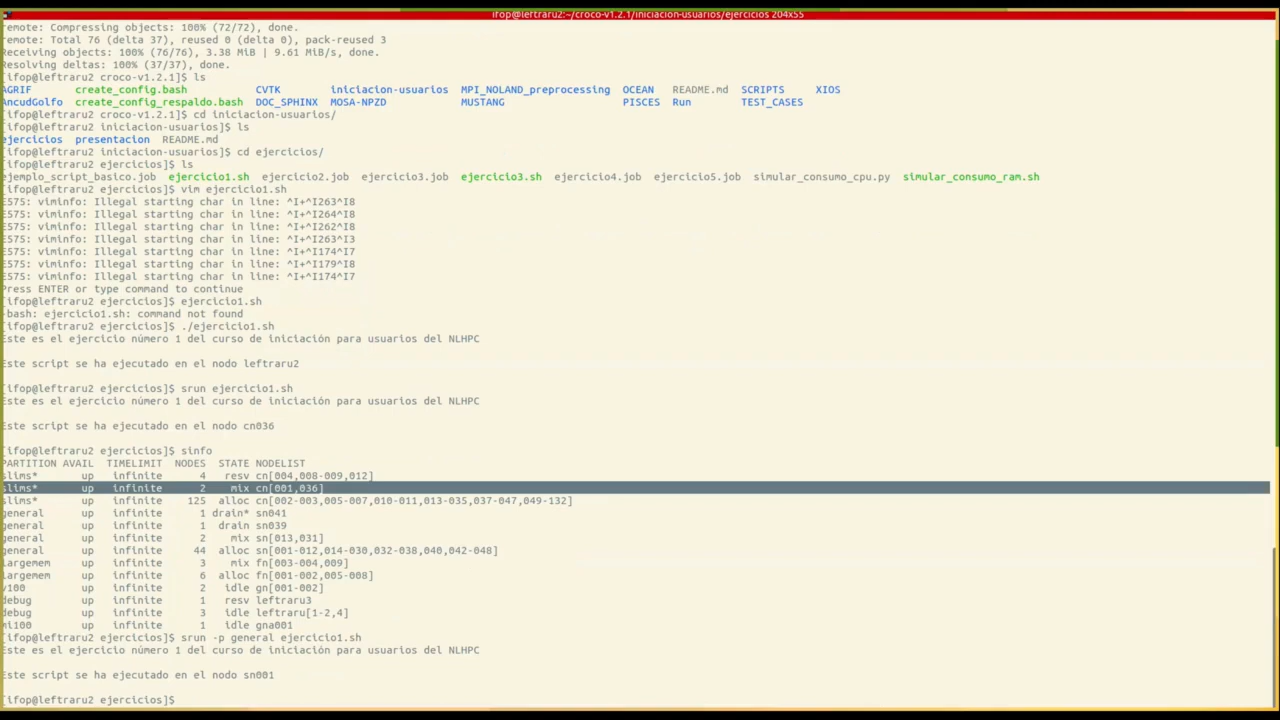 ifop@leftraru2:~/croco-v1.2.1/iniciacion-usuarios/ejercicios 204x55
remote: Compressing objects: 100% (72/72), done.
remote: Total 76 (delta 37), reused 0 (delta 0), pack-reused 3
Receiving objects: 100% (76/76), 3.38 MiB | 9.61 MiB/s, done.
Resolving deltas: 100% (37/37), done.
[ifop@leftraru2 croco-v1.2.1]$ ls
AGRIF create_config.bash CVTK iniciacion-usuarios MPI_NOLAND_preprocessing OCEAN README.md SCRIPTS XIOS
AncudGolfo create_config_respaldo.bash DOC_SPHINX MOSA-NPZD MUSTANG PISCES Run TEST_CASES
[ifop@leftraru2 croco-v1.2.1]$ cd iniciacion-usuarios/
[ifop@leftraru2 iniciacion-usuarios]$ ls
ejercicios presentacion README.md
[ifop@leftraru2 iniciacion-usuarios]$ cd ejercicios/
[ifop@leftraru2 ejercicios]$ ls
ejemplo_script_basico.job ejercicio1.sh ejercicio2.job ejercicio3.job ejercicio3.sh ejercicio4.job ejercicio5.job simular_consumo_cpu.py simular_consumo_ram.sh
[ifop@leftraru2 ejercicios]$ vim ejercicio1.sh
E575: viminfo: Illegal starting char in line: ^I+^I263^I8
E575: viminfo: Illegal starting char in line: ^I+^I264^I8
E575: viminfo: Illegal starting char in line: ^I+^I262^I8
E575: viminfo: Illegal starting char in line: ^I+^I263^I3
E575: viminfo: Illegal starting char in line: ^I+^I174^I7
E575: viminfo: Illegal starting char in line: ^I+^I179^I8
E575: viminfo: Illegal starting char in line: ^I+^I174^I7
Press ENTER or type command to continue
[ifop@leftraru2 ejercicios]$ ejercicio1.sh
-bash: ejercicio1.sh: command not found
[ifop@leftraru2 ejercicios]$ ./ejercicio1.sh
Este es el ejercicio número 1 del curso de iniciación para usuarios del NLHPC
Este script se ha ejecutado en el nodo leftraru2
[ifop@leftraru2 ejercicios]$ srun ejercicio1.sh
Este es el ejercicio número 1 del curso de iniciación para usuarios del NLHPC
Este script se ha ejecutado en el nodo cn036
[ifop@leftraru2 ejercicios]$ sinfo
PARTITION AVAIL TIMELIMIT NODES STATE NODELIST
slims* up infinite 4 resv cn[004,008-009,012]
slims* up infinite 2 mix cn[001,036]
slims* up infinite 125 alloc cn[002-003,005-007,010-011,013-035,037-047,049-132]
general up infinite 1 drain* sn041
general up infinite 1 drain sn039
general up infinite 2 mix sn[013,031]
general up infinite 44 alloc sn[001-012,014-030,032-038,040,042-048]
largemem up infinite 3 mix fn[003-004,009]
largemem up infinite 6 alloc fn[001-002,005-008]
v100 up infinite 2 idle gn[001-002]
debug up infinite 1 resv leftraru3
debug up infinite 3 idle leftraru[1-2,4]
mi100 up infinite 1 idle gna001
[ifop@leftraru2 ejercicios]$ srun -p general ejercicio1.sh
Este es el ejercicio número 1 del curso de iniciación para usuarios del NLHPC
Este script se ha ejecutado en el nodo sn001
[ifop@leftraru2 ejercicios]$